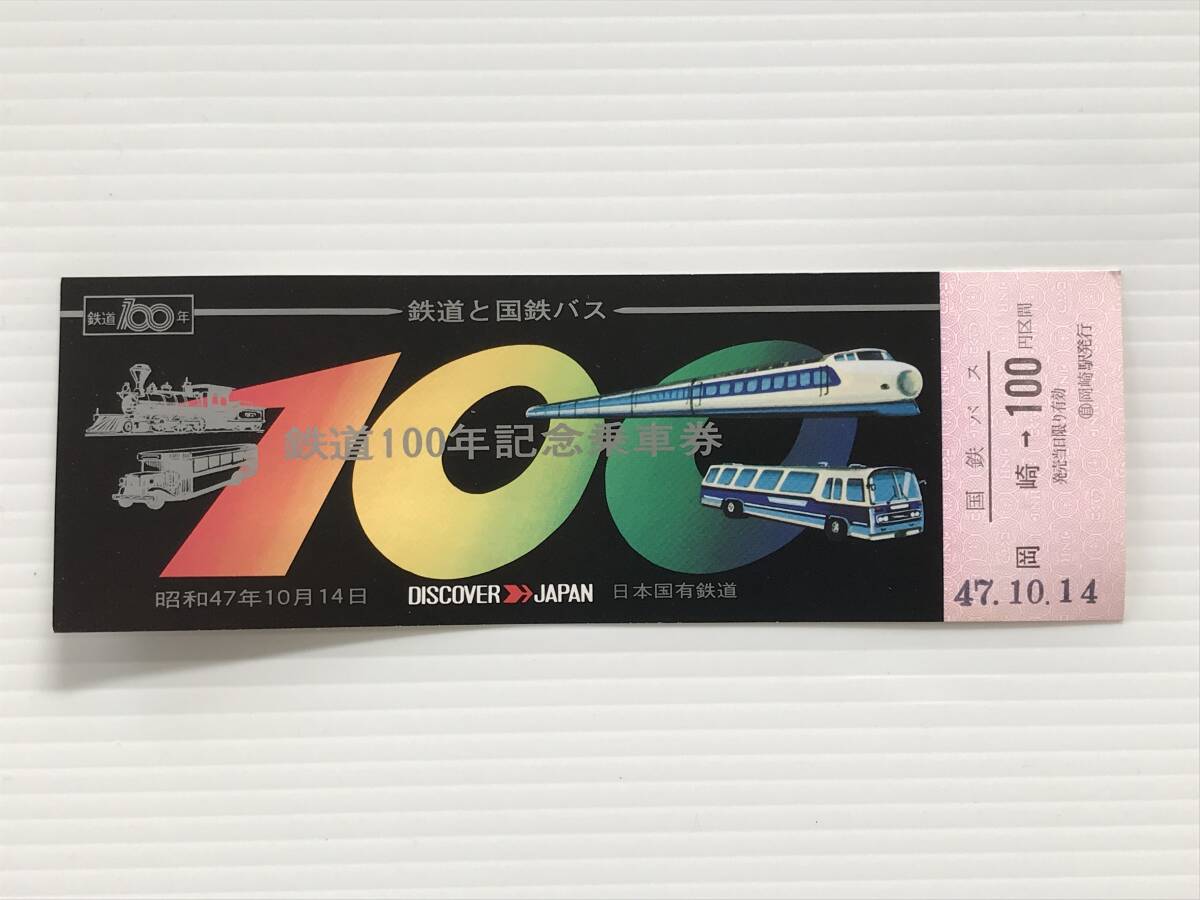 鉄道100年
鉄道と国鉄バス
100
鉄道100年記念乗車券
昭和47年10月14日
DISCOVER JAPAN
日本国有鉄道
国鉄バス
岡崎→100円区間
発売当日限り有効
自岡崎駅発行
47.10.14